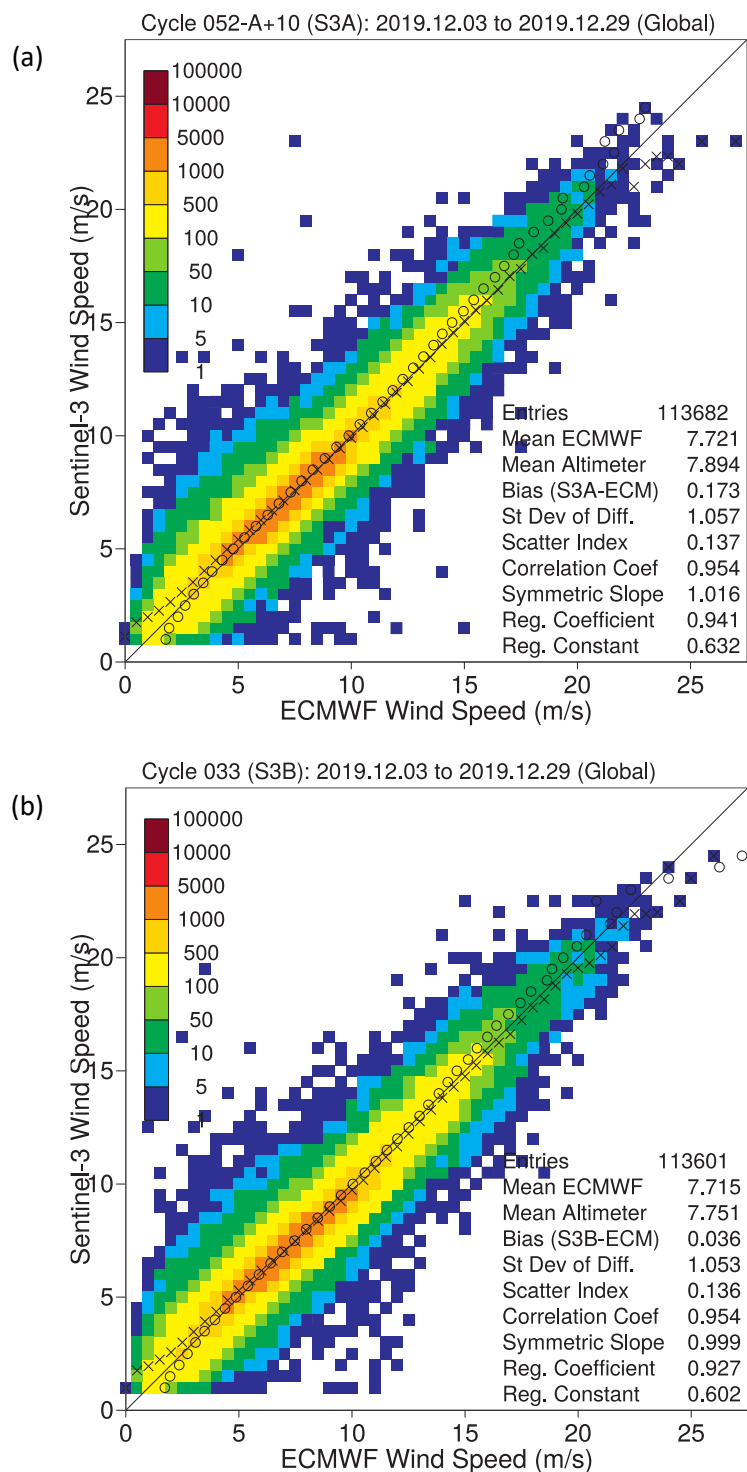 (a)
Cycle 052-A+10 (S3A): 2019.12.03 to 2019.12.29 (Global)
Sentinel-3 Wind Speed (m/s)
25
20
15
10
5
0
100000
10000
5000
1000
500
100
50
10
5
1
Entries 113682
Mean ECMWF 7.721
Mean Altimeter 7.894
Bias (S3A-ECM) 0.173
St Dev of Diff. 1.057
Scatter Index 0.137
Correlation Coef 0.954
Symmetric Slope 1.016
Reg. Coefficient 0.941
Reg. Constant 0.632
0 5 10 15 20 25
ECMWF Wind Speed (m/s)
(b)
Cycle 033 (S3B): 2019.12.03 to 2019.12.29 (Global)
Sentinel-3 Wind Speed (m/s)
25
20
15
10
5
0
100000
10000
5000
1000
500
100
50
10
5
1
Entries 113601
Mean ECMWF 7.715
Mean Altimeter 7.751
Bias (S3B-ECM) 0.036
St Dev of Diff. 1.053
Scatter Index 0.136
Correlation Coef 0.954
Symmetric Slope 0.999
Reg. Coefficient 0.927
Reg. Constant 0.602
0 5 10 15 20 25
ECMWF Wind Speed (m/s)